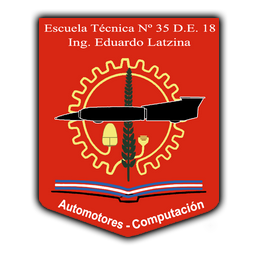 Escuela Técnica Nº 35 D.E. 18
Ing. Eduardo Latzina
Automotores - Computación